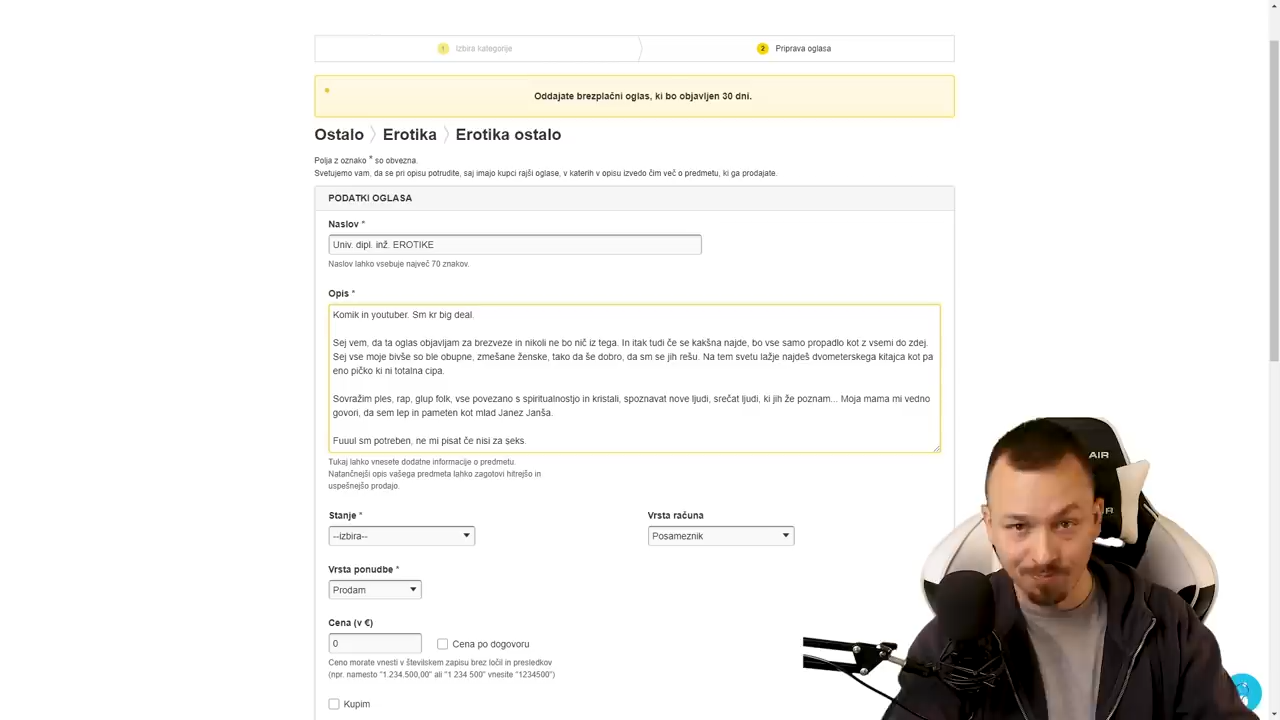 1 Izbira kategorije
2 Priprava oglasa
Oddajate brezplačni oglas, ki bo objavljen 30 dni.
Ostalo 〉 Erotika 〉 Erotika ostalo
Polja z oznako * so obvezna.
Svetujemo vam, da se pri opisu potrudite, saj imajo kupci rajši oglase, v katerih v opisu izvedo čim več o predmetu, ki ga prodajate.
PODATKI OGLASA
Naslov *
Univ. dipl. inž. EROTIKE
Naslov lahko vsebuje največ 70 znakov.
Opis *
Komik in youtuber. Sm kr big deal.
Sej vem, da ta oglas objavljam za brezveze in nikoli ne bo nič iz tega. In itak tudi če se kakšna najde, bo vse samo propadlo kot z vsemi do zdej.
Sej vse moje bivše so ble obupne, zmešane ženske, tako da še dobro, da sm se jih rešu. Na tem svetu lažje najdeš dvometerskega kitajca kot pa
eno pičko ki ni totalna cipa.
Sovražim ples, rap, glup folk, vse povezano s spiritualnostjo in kristali, spoznavat nove ljudi, srečat ljudi, ki jih že poznam... Moja mama mi vedno
govori, da sem lep in pameten kot mlad Janez Janša.
Fuuul sm potreben, ne mi pisat če nisi za seks.
Tukaj lahko vnesete dodatne informacije o predmetu.
Natančnejši opis vašega predmeta lahko zagotovi hitrejšo in
uspešnejšo prodajo.
Stanje *
Vrsta računa
--izbira--
Posameznik
Vrsta ponudbe *
Prodam
Cena (v €)
0
Cena po dogovoru
Ceno morate vnesti v številskem zapisu brez ločil in presledkov
(npr. namesto "1.234.500,00" ali "1 234 500" vnesite "1234500")
Kupim
AIR